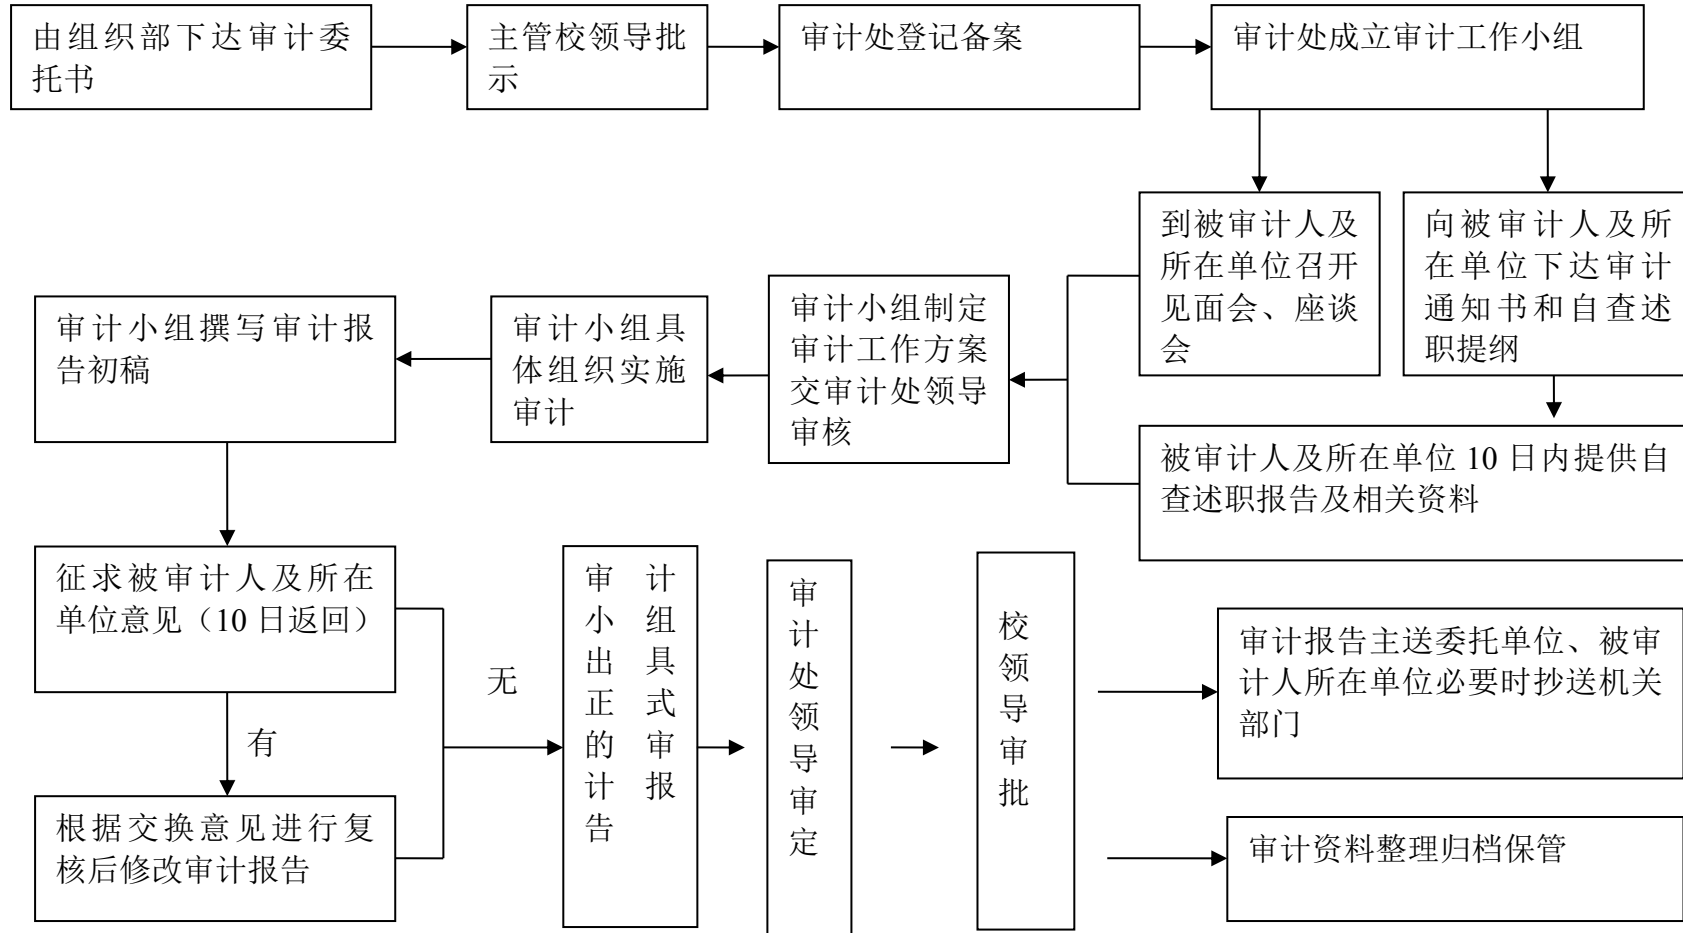 由组织部下达审计委
托书
主管校领导批
示
审计处登记备案
审计处成立审计工作小组
到被审计人及
所在单位召开
见面会、座谈
会
向被审计人及所
在单位下达审计
通知书和自查述
职提纲
被审计人及所在单位 10 日内提供自
查述职报告及相关资料
审计小组制定
审计工作方案
交审计处领导
审核
审计小组具
体组织实施
审计
审计小组撰写审计报
告初稿
征求被审计人及所在
单位意见（10 日返回）
有
无
根据交换意见进行复
核后修改审计报告
审计
小组
出具
正式
的审
计报
告
审计处领导审定
校领导审批
审计报告主送委托单位、被审
计人所在单位必要时抄送机关
部门
审计资料整理归档保管